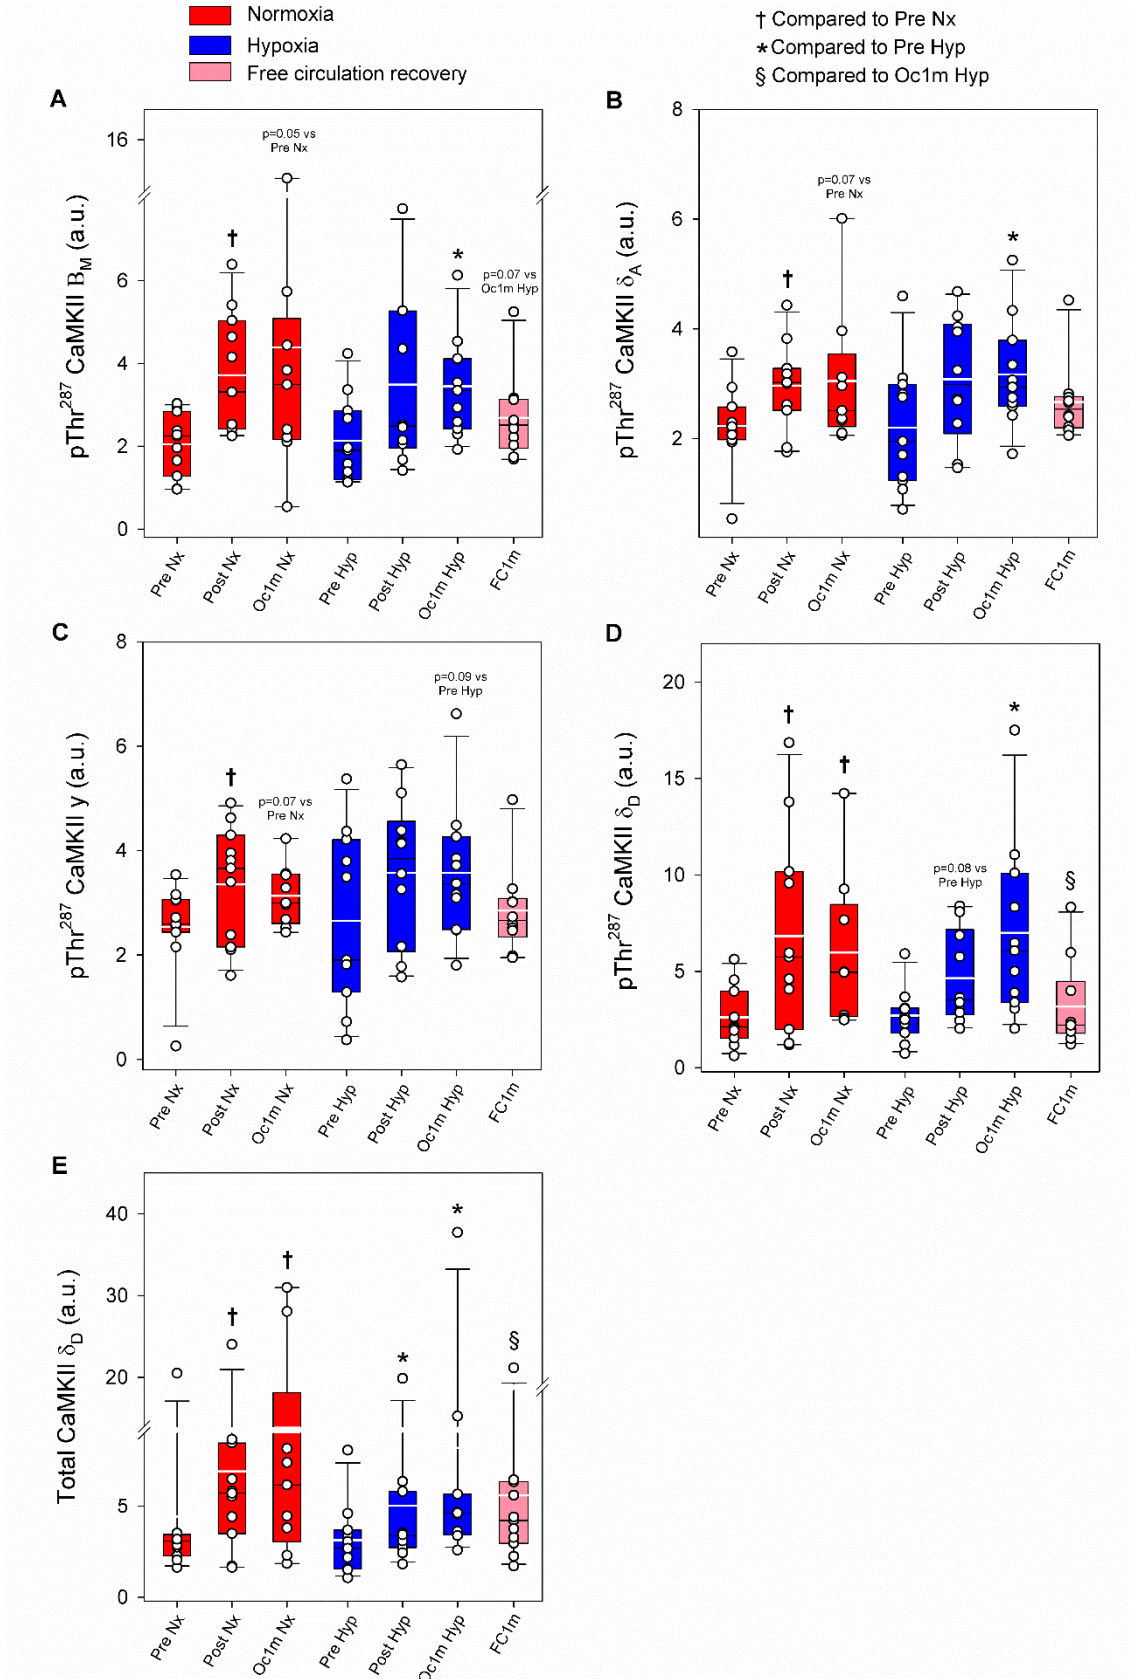 Normoxia
Hypoxia
Free circulation recovery
† Compared to Pre Nx
* Compared to Pre Hyp
§ Compared to Oc1m Hyp
A
16
6
4
2
0
pThr287 CaMKII BM (a.u.)
p=0.05 vs
Pre Nx
†
*
p=0.07 vs
Oc1m Hyp
Pre Nx
Post Nx
Oc1m Nx
Pre Hyp
Post Hyp
Oc1m Hyp
FC1m
B
8
6
4
2
pThr287 CaMKII δA (a.u.)
p=0.07 vs
Pre Nx
†
*
Pre Nx
Post Nx
Oc1m Nx
Pre Hyp
Post Hyp
Oc1m Hyp
FC1m
C
8
6
4
2
0
pThr287 CaMKII y (a.u.)
†
p=0.07 vs
Pre Nx
p=0.09 vs
Pre Hyp
Pre Nx
Post Nx
Oc1m Nx
Pre Hyp
Post Hyp
Oc1m Hyp
FC1m
D
20
15
10
5
0
pThr287 CaMKII δD (a.u.)
†
†
p=0.08 vs
Pre Hyp
*
§
Pre Nx
Post Nx
Oc1m Nx
Pre Hyp
Post Hyp
Oc1m Hyp
FC1m
E
40
30
20
5
0
Total CaMKII δD (a.u.)
†
†
*
*
§
Pre Nx
Post Nx
Oc1m Nx
Pre Hyp
Post Hyp
Oc1m Hyp
FC1m